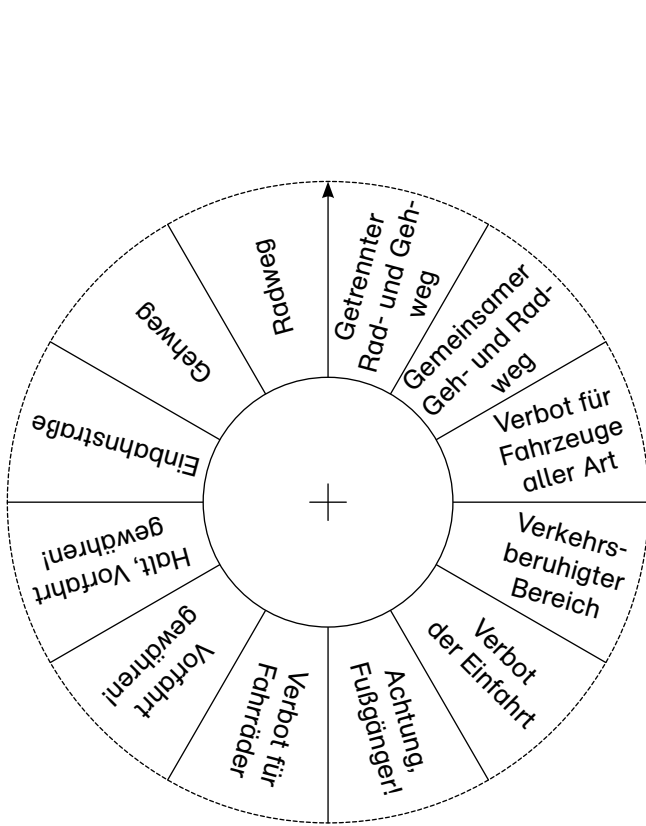 Getrennter
Rad- und Geh-
weg
Gemeinsamer
Geh- und Rad-
weg
Verbot für
Fahrzeuge
aller Art
Verkehrs-
beruhigter
Bereich
Verbot
der Einfahrt
Achtung,
Fußgänger!
Verbot für
Fahrräder
Vorfahrt
gewähren!
Halt, Vorfahrt
gewähren!
Einbahnstraße
Gehweg
Radweg